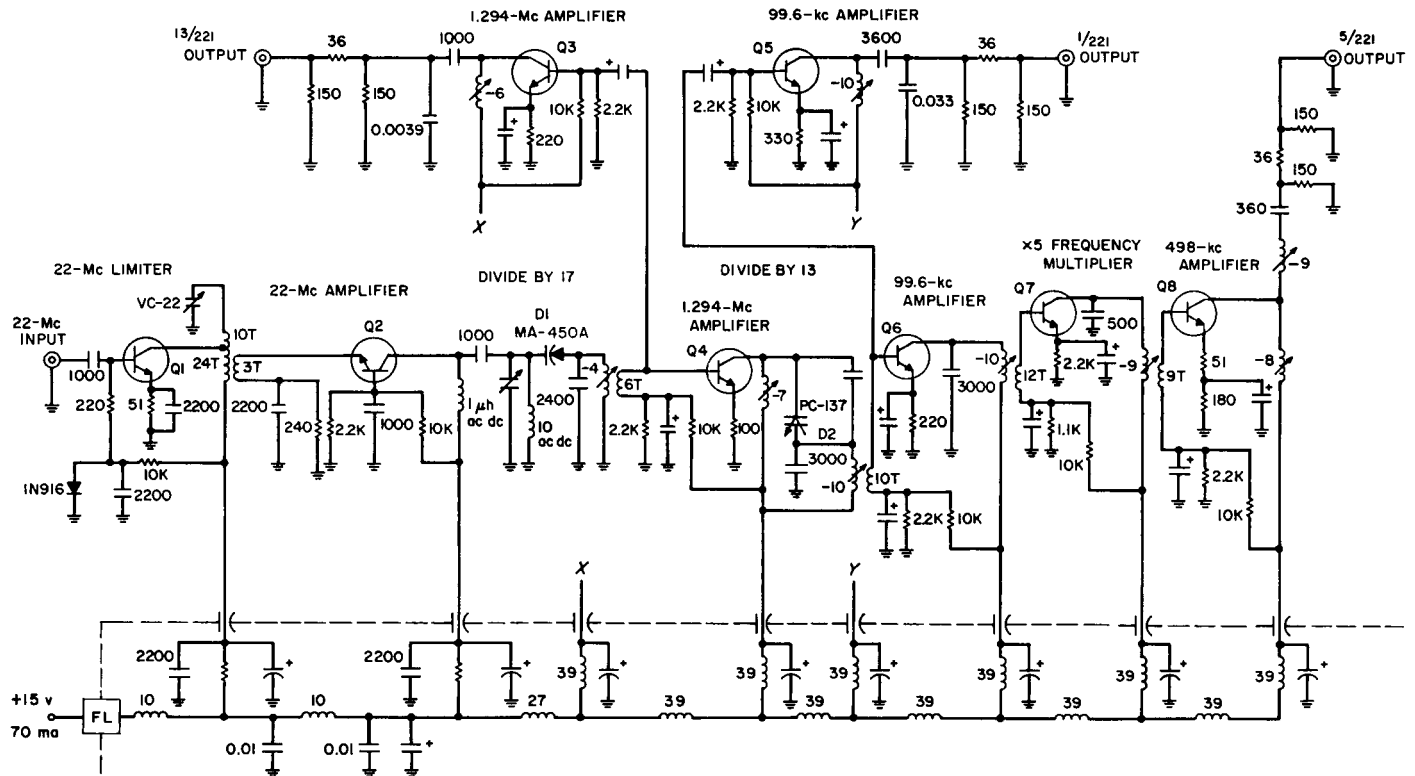 1.294-Mc AMPLIFIER
99.6-kc AMPLIFIER
13/221
OUTPUT
36
1000
Q3
Q5
3600
36
1/221
OUTPUT
5/221
OUTPUT
150
150
0.0039
-6
220
10K
2.2K
2.2K
10K
330
-10
0.033
150
150
150
36
150
360
X
Y
22-Mc LIMITER
VC-22
22-Mc
INPUT
1000
Q1
10T
24T
3T
220
51
2200
2200
240
10K
1N916
2200
22-Mc AMPLIFIER
Q2
2.2K
1000
10K
1 μh
ac dc
DIVIDE BY 17
1000
D1
MA-450A
10
ac dc
2400
-4
6T
2.2K
10K
DIVIDE BY 13
1.294-Mc
AMPLIFIER
Q4
100
-7
PC-137
D2
3000
-10
10T
99.6-kc
AMPLIFIER
Q6
220
3000
2.2K
10K
-10
×5 FREQUENCY
MULTIPLIER
Q7
12T
500
2.2K
1.1K
10K
-9
498-kc
AMPLIFIER
Q8
9T
51
180
2.2K
10K
-9
-8
X
Y
2200
2200
39
39
39
39
39
39
+15 v
70 ma
FL
10
10
27
39
39
39
39
39
0.01
0.01